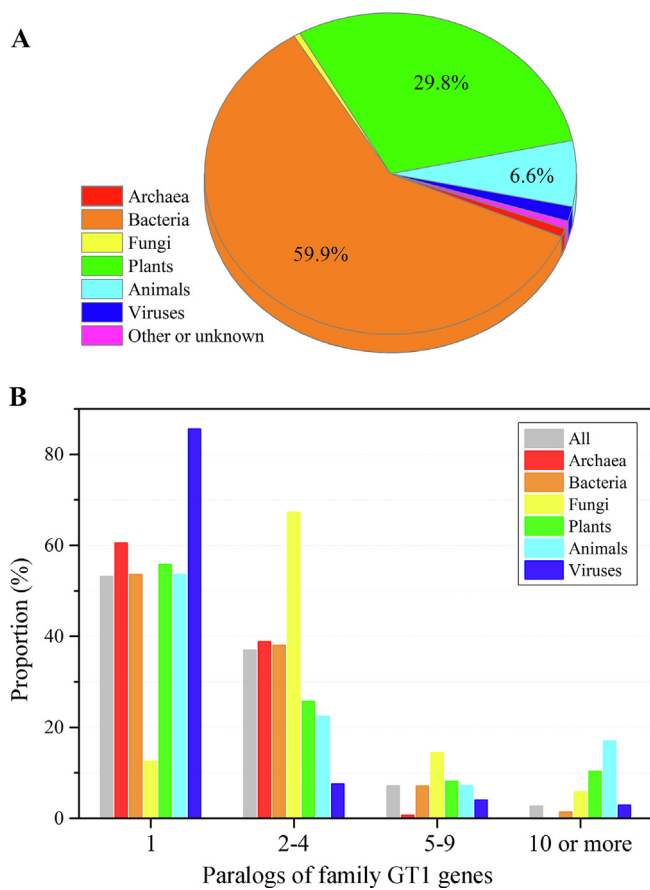 A
29.8%
6.6%
59.9%
Archaea
Bacteria
Fungi
Plants
Animals
Viruses
Other or unknown
B
Proportion (%)
80
60
40
20
0
All
Archaea
Bacteria
Fungi
Plants
Animals
Viruses
1 2-4 5-9 10 or more
Paralogs of family GT1 genes